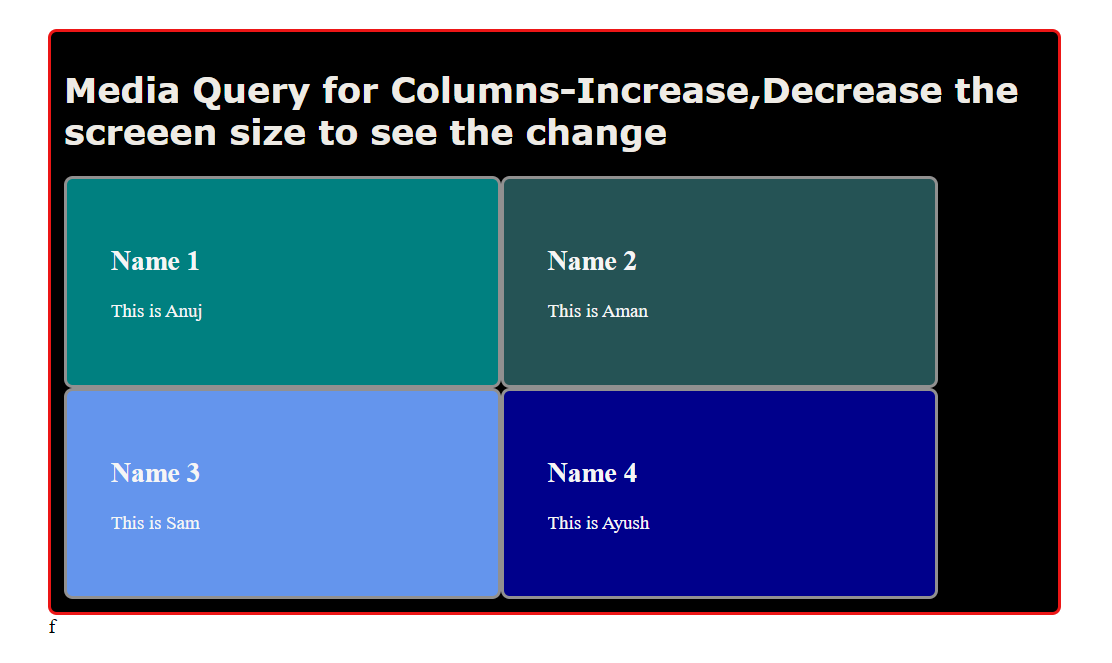 Media Query for Columns-Increase,Decrease the
screeen size to see the change
Name 1
This is Anuj
Name 2
This is Aman
Name 3
This is Sam
Name 4
This is Ayush
f